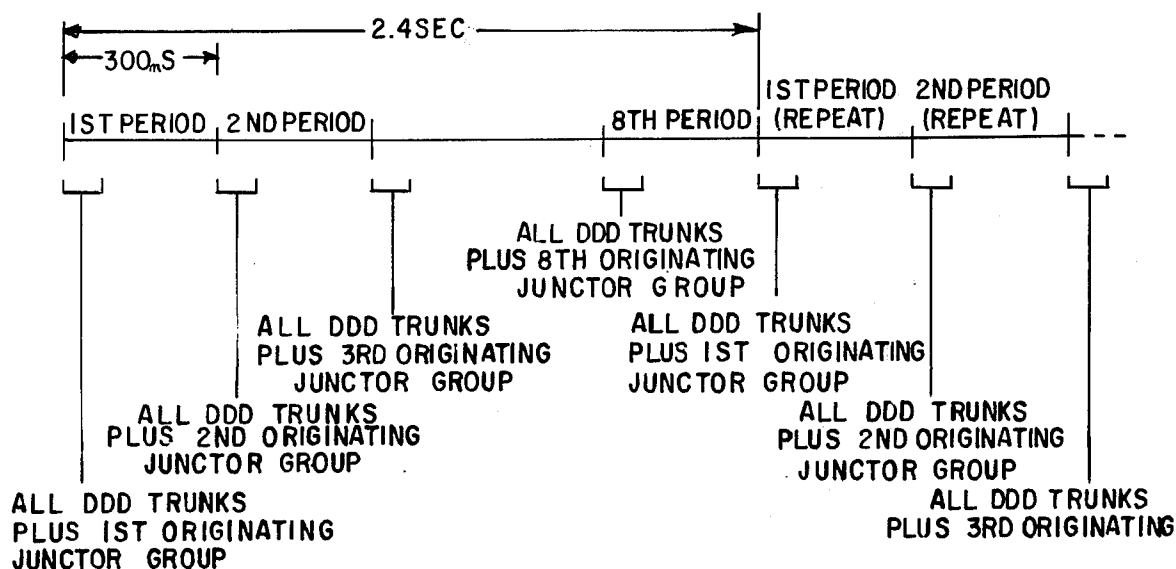 2.4SEC
300mS
1ST PERIOD
2ND PERIOD
8TH PERIOD
1ST PERIOD
(REPEAT)
2ND PERIOD
(REPEAT)
ALL DDD TRUNKS
PLUS 8TH ORIGINATING
JUNCTOR GROUP
ALL DDD TRUNKS
PLUS 3RD ORIGINATING
JUNCTOR GROUP
ALL DDD TRUNKS
PLUS 1ST ORIGINATING
JUNCTOR GROUP
ALL DDD TRUNKS
PLUS 2ND ORIGINATING
JUNCTOR GROUP
ALL DDD TRUNKS
PLUS 2ND ORIGINATING
JUNCTOR GROUP
ALL DDD TRUNKS
PLUS 1ST ORIGINATING
JUNCTOR GROUP
ALL DDD TRUNKS
PLUS 3RD ORIGINATING